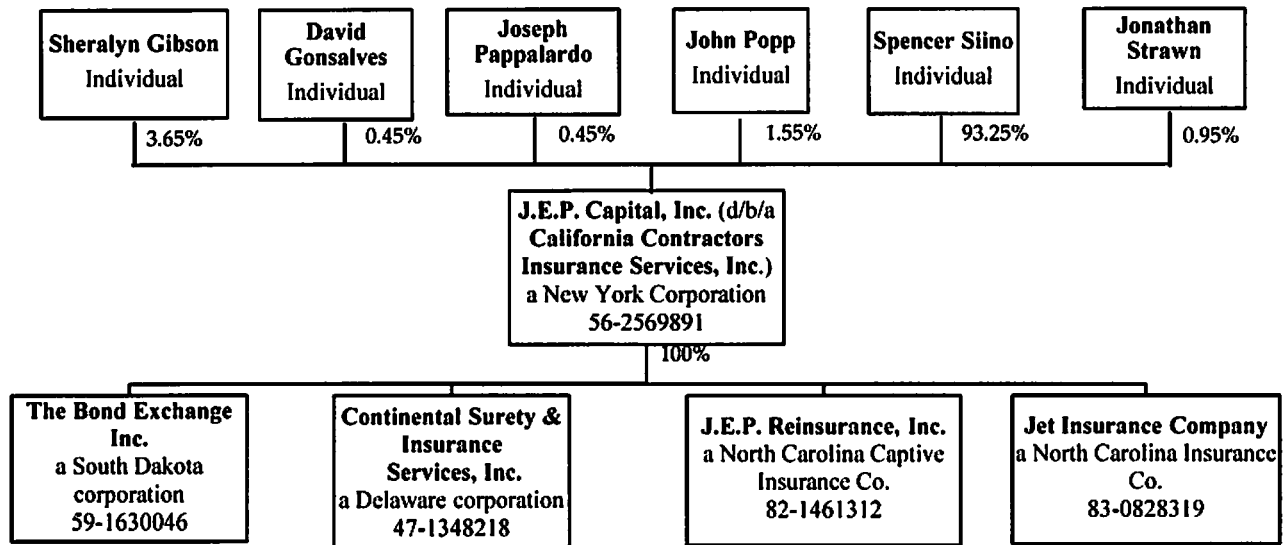 Sheralyn Gibson
Individual
David
Gonsalves
Individual
Joseph
Pappalardo
Individual
John Popp
Individual
Spencer Siino
Individual
Jonathan
Strawn
Individual
3.65%
0.45%
0.45%
1.55%
93.25%
0.95%
J.E.P. Capital, Inc. (d/b/a
California Contractors
Insurance Services, Inc.)
a New York Corporation
56-2569891
100%
The Bond Exchange
Inc.
a South Dakota
corporation
59-1630046
Continental Surety &
Insurance
Services, Inc.
a Delaware corporation
47-1348218
J.E.P. Reinsurance, Inc.
a North Carolina Captive
Insurance Co.
82-1461312
Jet Insurance Company
a North Carolina Insurance
Co.
83-0828319